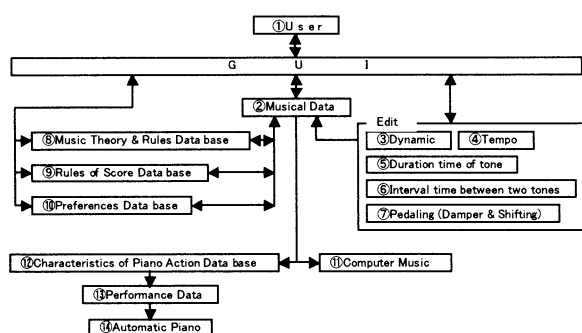 ①User
G U I
②Musical Data
Edit
③Dynamic ④Tempo
⑤Duration time of tone
⑥Interval time between two tones
⑦Pedaling (Damper & Shifting)
⑧Music Theory & Rules Data base
⑨Rules of Score Data base
⑩Preferences Data base
⑫Characteristics of Piano Action Data base
⑪Computer Music
⑬Performance Data
⑭Automatic Piano